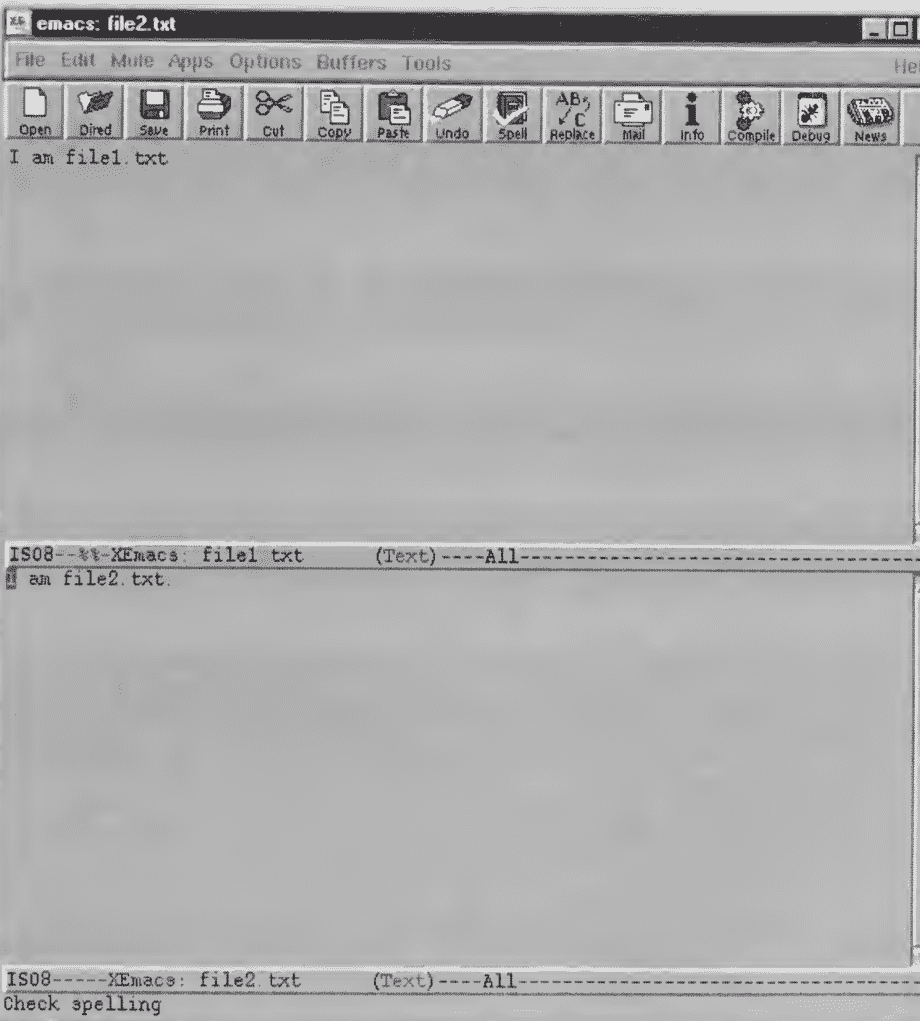 emacs: file2.txt
File Edit Mule Apps Options Buffers Tools Hel
Open Dired Save Print Cut Copy Paste Undo Spell Replace Mail Info Compile Debug News
I am file1.txt
ISO8--%%-XEmacs: file1 txt (Text)----All--------------------------------------
am file2.txt.
ISO8-----XEmacs: file2 txt (Text)----All--------------------------------------
Check spelling